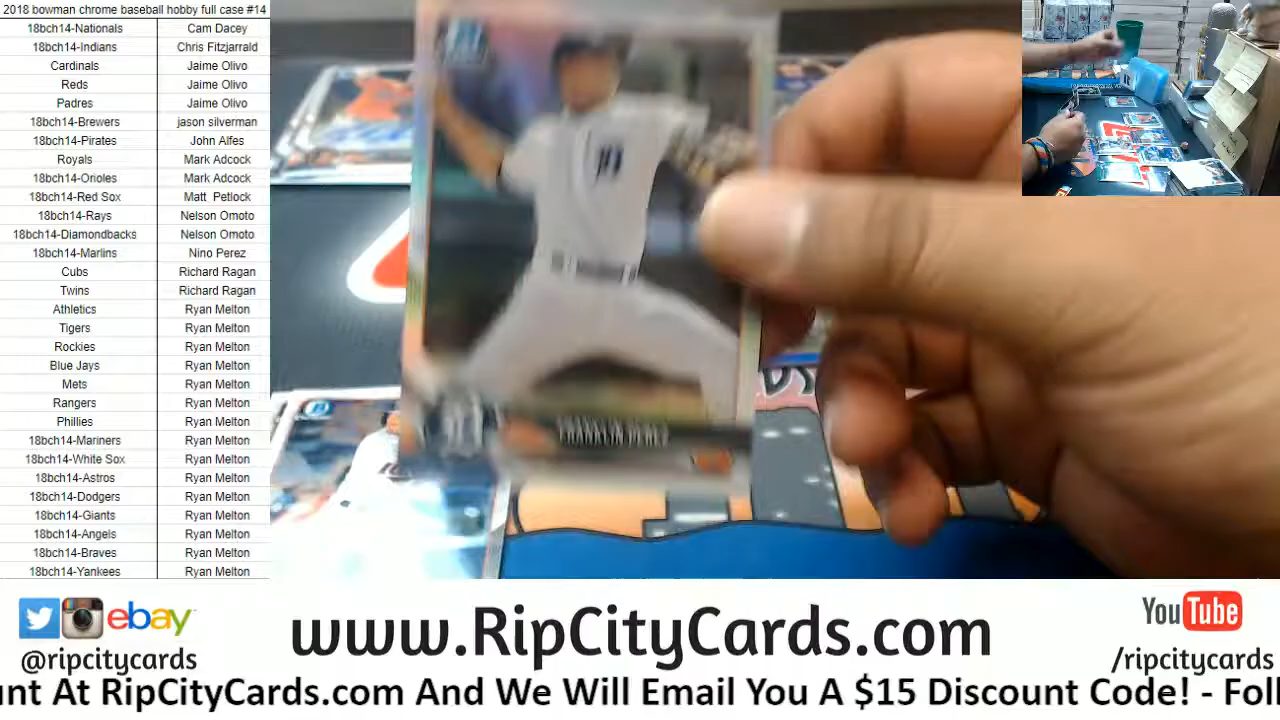 2018 bowman chrome baseball hobby full case #14
18bch14-Nationals Cam Dacey
18bch14-Indians Chris Fitzjarrald
Cardinals Jaime Olivo
Reds Jaime Olivo
Padres Jaime Olivo
18bch14-Brewers jason silverman
18bch14-Pirates John Alfes
Royals Mark Adcock
18bch14-Orioles Mark Adcock
18bch14-Red Sox Matt Petlock
18bch14-Rays Nelson Omoto
18bch14-Diamondbacks Nelson Omoto
18bch14-Marlins Nino Perez
Cubs Richard Ragan
Twins Richard Ragan
Athletics Ryan Melton
Tigers Ryan Melton
Rockies Ryan Melton
Blue Jays Ryan Melton
Mets Ryan Melton
Rangers Ryan Melton
Phillies Ryan Melton
18bch14-Mariners Ryan Melton
18bch14-White Sox Ryan Melton
18bch14-Astros Ryan Melton
18bch14-Dodgers Ryan Melton
18bch14-Giants Ryan Melton
18bch14-Angels Ryan Melton
18bch14-Braves Ryan Melton
18bch14-Yankees Ryan Melton
FRANKLIN PEREZ
ebay
@ripcitycards
www.RipCityCards.com
YouTube
/ripcitycards
unt At RipCityCards.com And We Will Email You A $15 Discount Code! - Foll